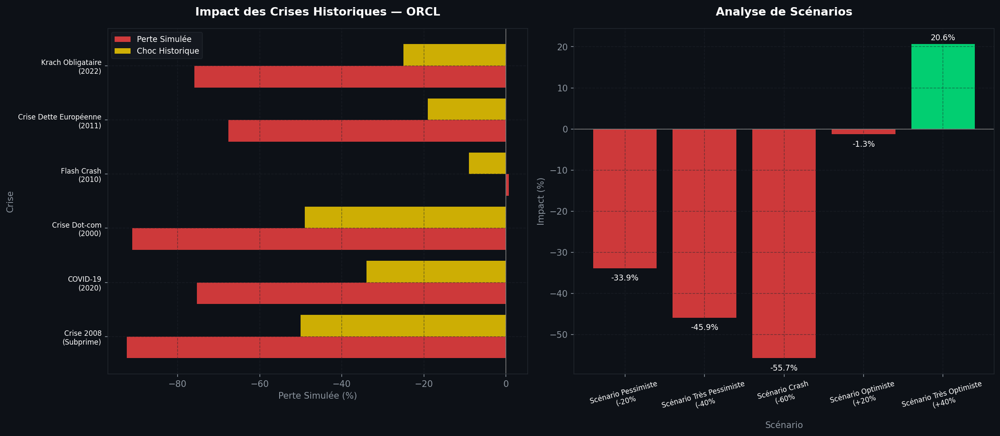 Impact des Crises Historiques — ORCL
Perte Simulée
Choc Historique
Krach Obligataire
(2022)
Crise Dette Européenne
(2011)
Flash Crash
(2010)
Crise Dot-com
(2000)
COVID-19
(2020)
Crise 2008
(Subprime)
Crise
−80 −60 −40 −20 0
Perte Simulée (%)
Analyse de Scénarios
20
10
0
−10
−20
−30
−40
−50
Impact (%)
-33.9%
-45.9%
-55.7%
-1.3%
20.6%
Scénario Pessimiste
(-20%
Scénario Très Pessimiste
(-40%
Scénario Crash
(-60%
Scénario Optimiste
(+20%
Scénario Très Optimiste
(+40%
Scénario